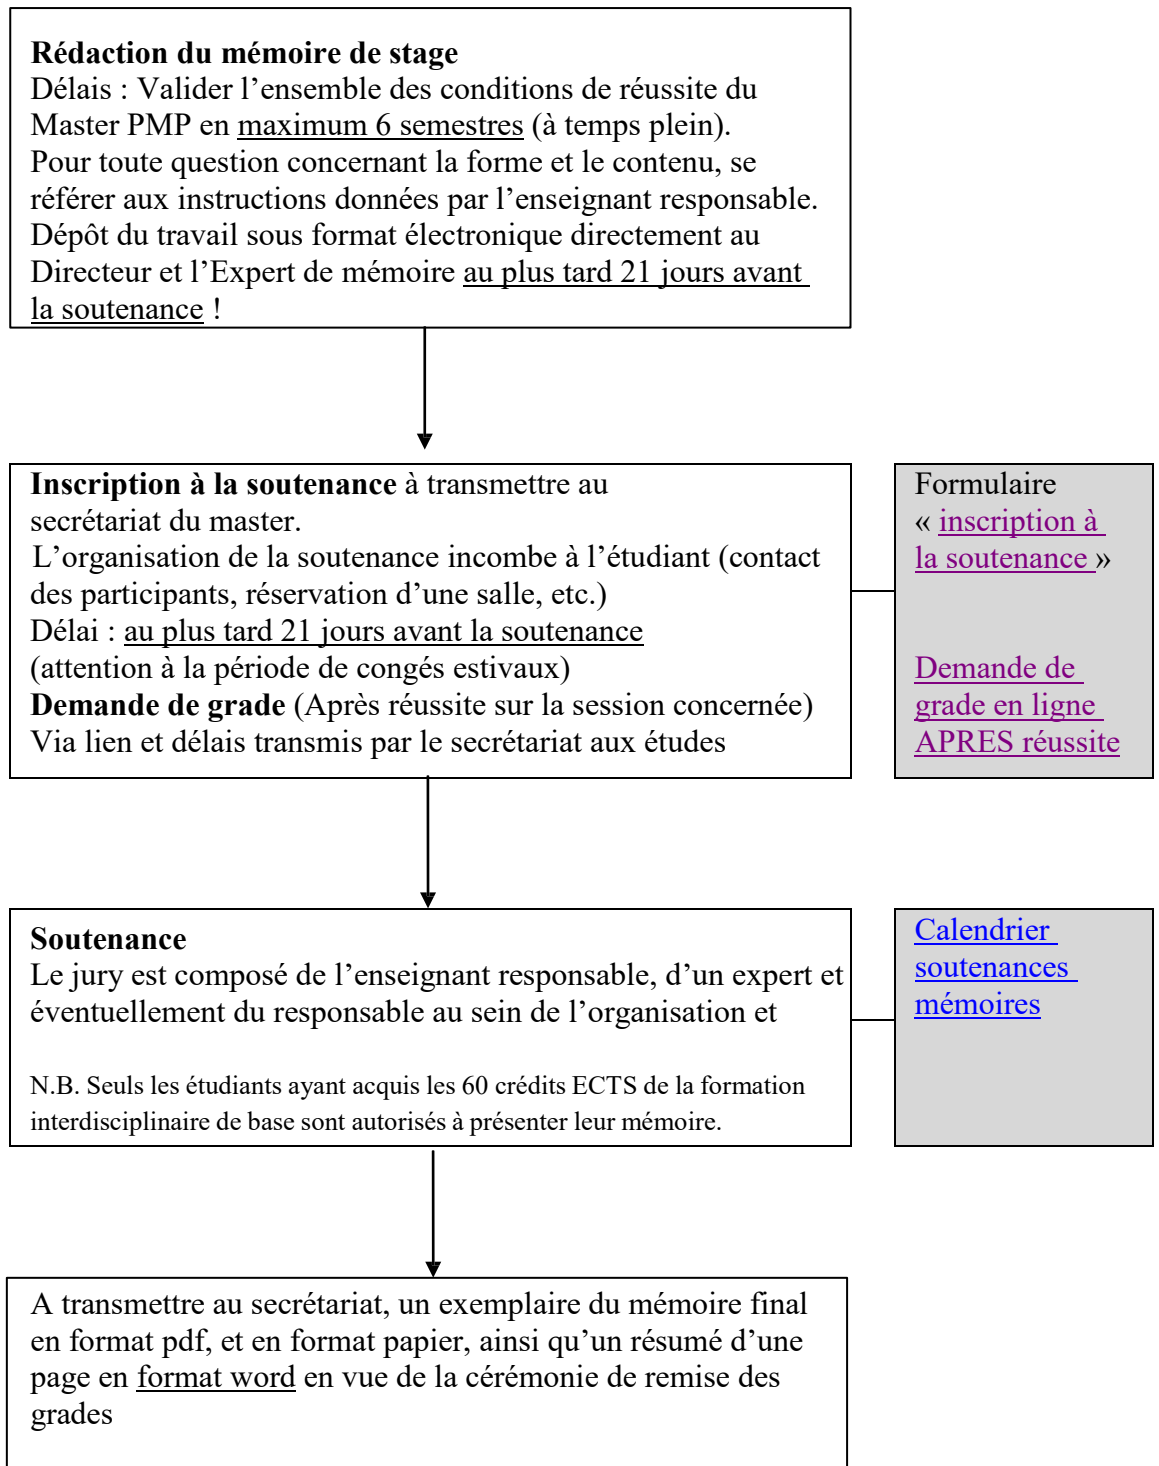 Rédaction du mémoire de stage
Délais : Valider l’ensemble des conditions de réussite du
Master PMP en maximum 6 semestres (à temps plein).
Pour toute question concernant la forme et le contenu, se
référer aux instructions données par l’enseignant responsable.
Dépôt du travail sous format électronique directement au
Directeur et l’Expert de mémoire au plus tard 21 jours avant
la soutenance !
Inscription à la soutenance à transmettre au
secrétariat du master.
L’organisation de la soutenance incombe à l’étudiant (contact
des participants, réservation d’une salle, etc.)
Délai : au plus tard 21 jours avant la soutenance
(attention à la période de congés estivaux)
Demande de grade (Après réussite sur la session concernée)
Via lien et délais transmis par le secrétariat aux études
Formulaire
« inscription à
la soutenance »
Demande de
grade en ligne
APRES réussite
Soutenance
Le jury est composé de l’enseignant responsable, d’un expert et
éventuellement du responsable au sein de l’organisation et
N.B. Seuls les étudiants ayant acquis les 60 crédits ECTS de la formation
interdisciplinaire de base sont autorisés à présenter leur mémoire.
Calendrier
soutenances
mémoires
A transmettre au secrétariat, un exemplaire du mémoire final
en format pdf, et en format papier, ainsi qu’un résumé d’une
page en format word en vue de la cérémonie de remise des
grades